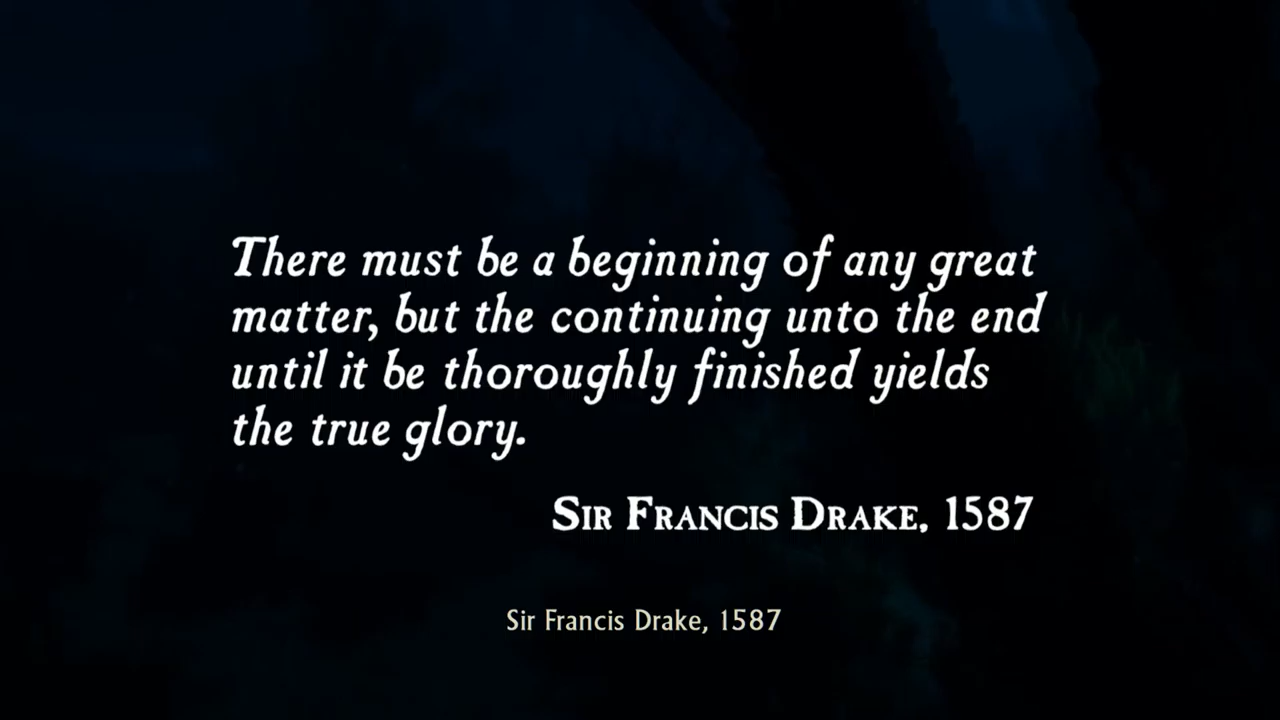 There must be a beginning of any great
matter, but the continuing unto the end
until it be thoroughly finished yields
the true glory.
Sir Francis Drake, 1587
Sir Francis Drake, 1587